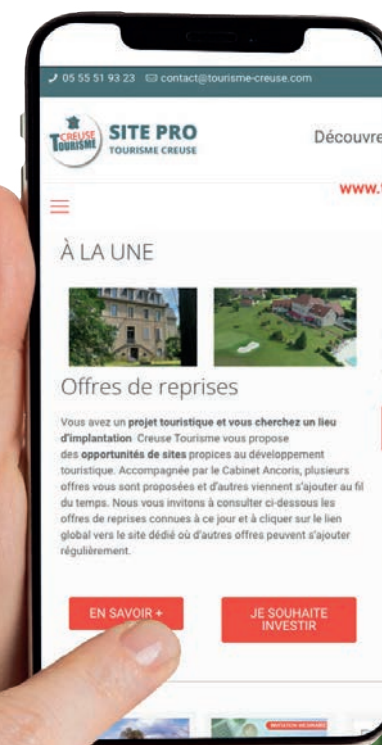 05 55 51 93 23 contact@tourisme-creuse.com
CREUSE
TOURISME
SITE PRO
TOURISME CREUSE
Découvre
www.t
À LA UNE
Offres de reprises
Vous avez un projet touristique et vous cherchez un lieu
d'implantation Creuse Tourisme vous propose
des opportunités de sites propices au développement
touristique. Accompagnée par le Cabinet Ancoris, plusieurs
offres vous sont proposées et d'autres viennent s'ajouter au fil
du temps. Nous vous invitons à consulter ci-dessous les
offres de reprises connues à ce jour et à cliquer sur le lien
global vers le site dédié où d'autres offres peuvent s'ajouter
régulièrement.
EN SAVOIR +
JE SOUHAITE
INVESTIR